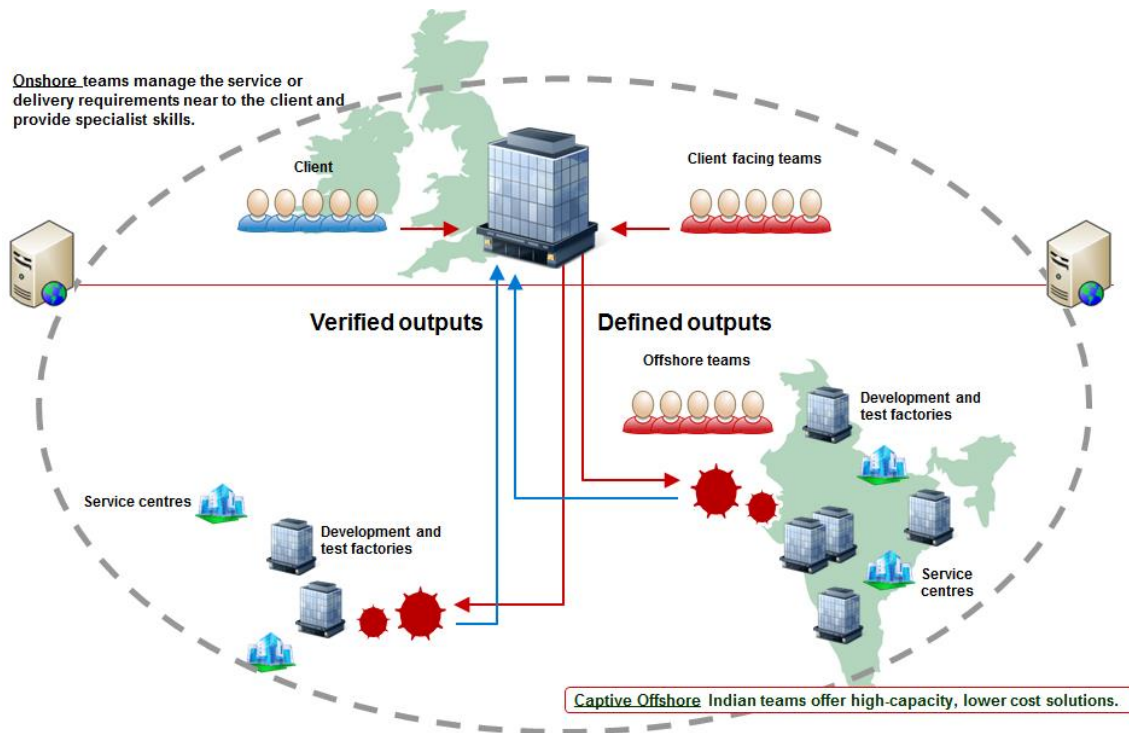 Onshore teams manage the service or
delivery requirements near to the client and
provide specialist skills.
Client
Client facing teams
Verified outputs
Defined outputs
Offshore teams
Development and
test factories
Service centres
Development and
test factories
Service
centres
Captive Offshore Indian teams offer high-capacity, lower cost solutions.